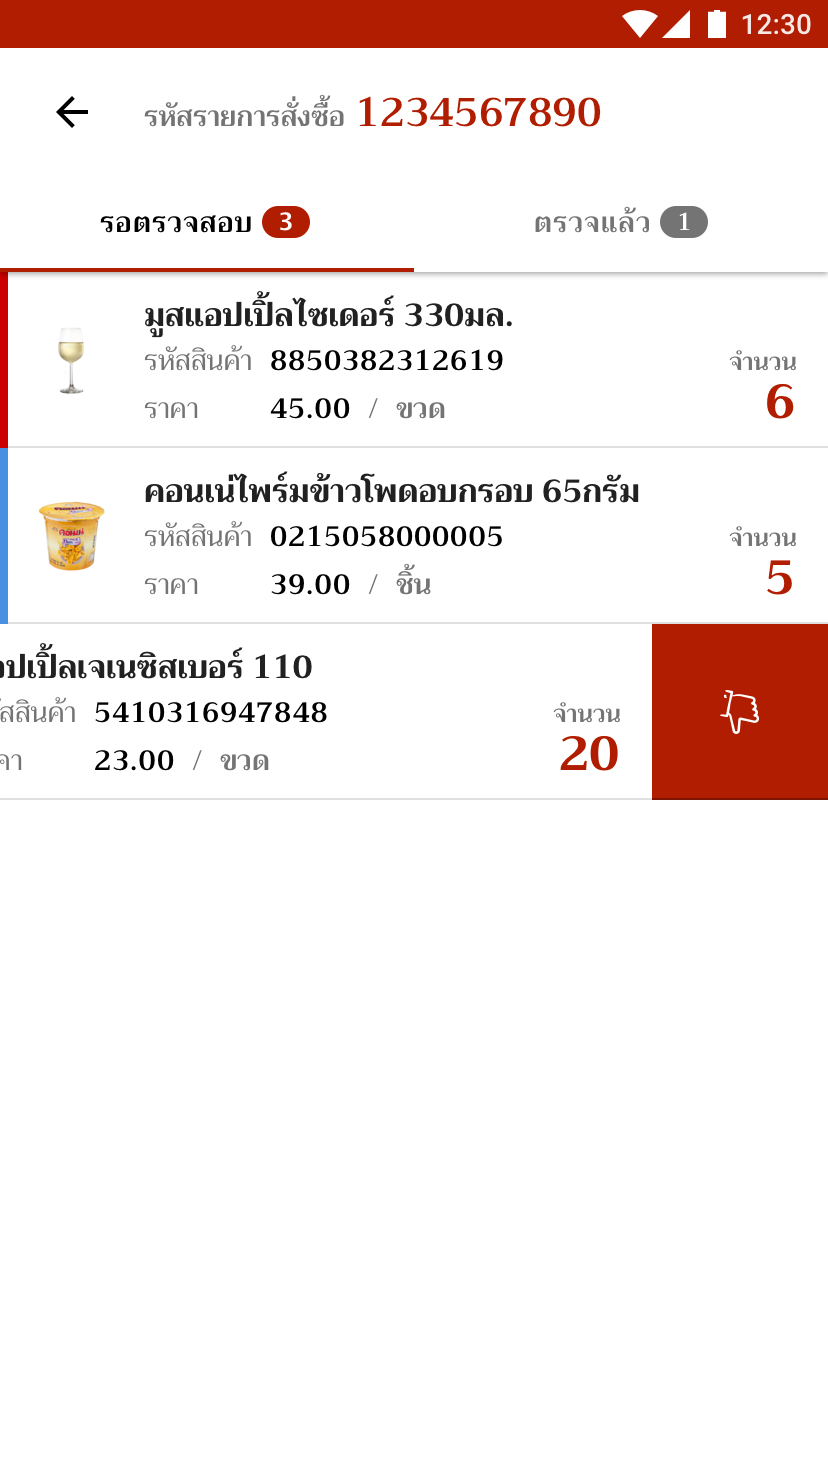 12:30
รหัสรายการสั่งซื้อ 1234567890
รอตรวจสอบ 3
ตรวจแล้ว 1
มูสแอปเปิ้ลไซเดอร์ 330มล.
รหัสสินค้า 8850382312619
จำนวน
ราคา 45.00 / ขวด
6
คอนเน่ไพร์มข้าวโพดอบกรอบ 65กรัม
รหัสสินค้า 0215058000005
จำนวน
ราคา 39.00 / ชิ้น
5
อปเปิ้ลเจเนซิสเบอร์ 110
ัสสินค้า 5410316947848
จำนวน
คา 23.00 / ขวด
20